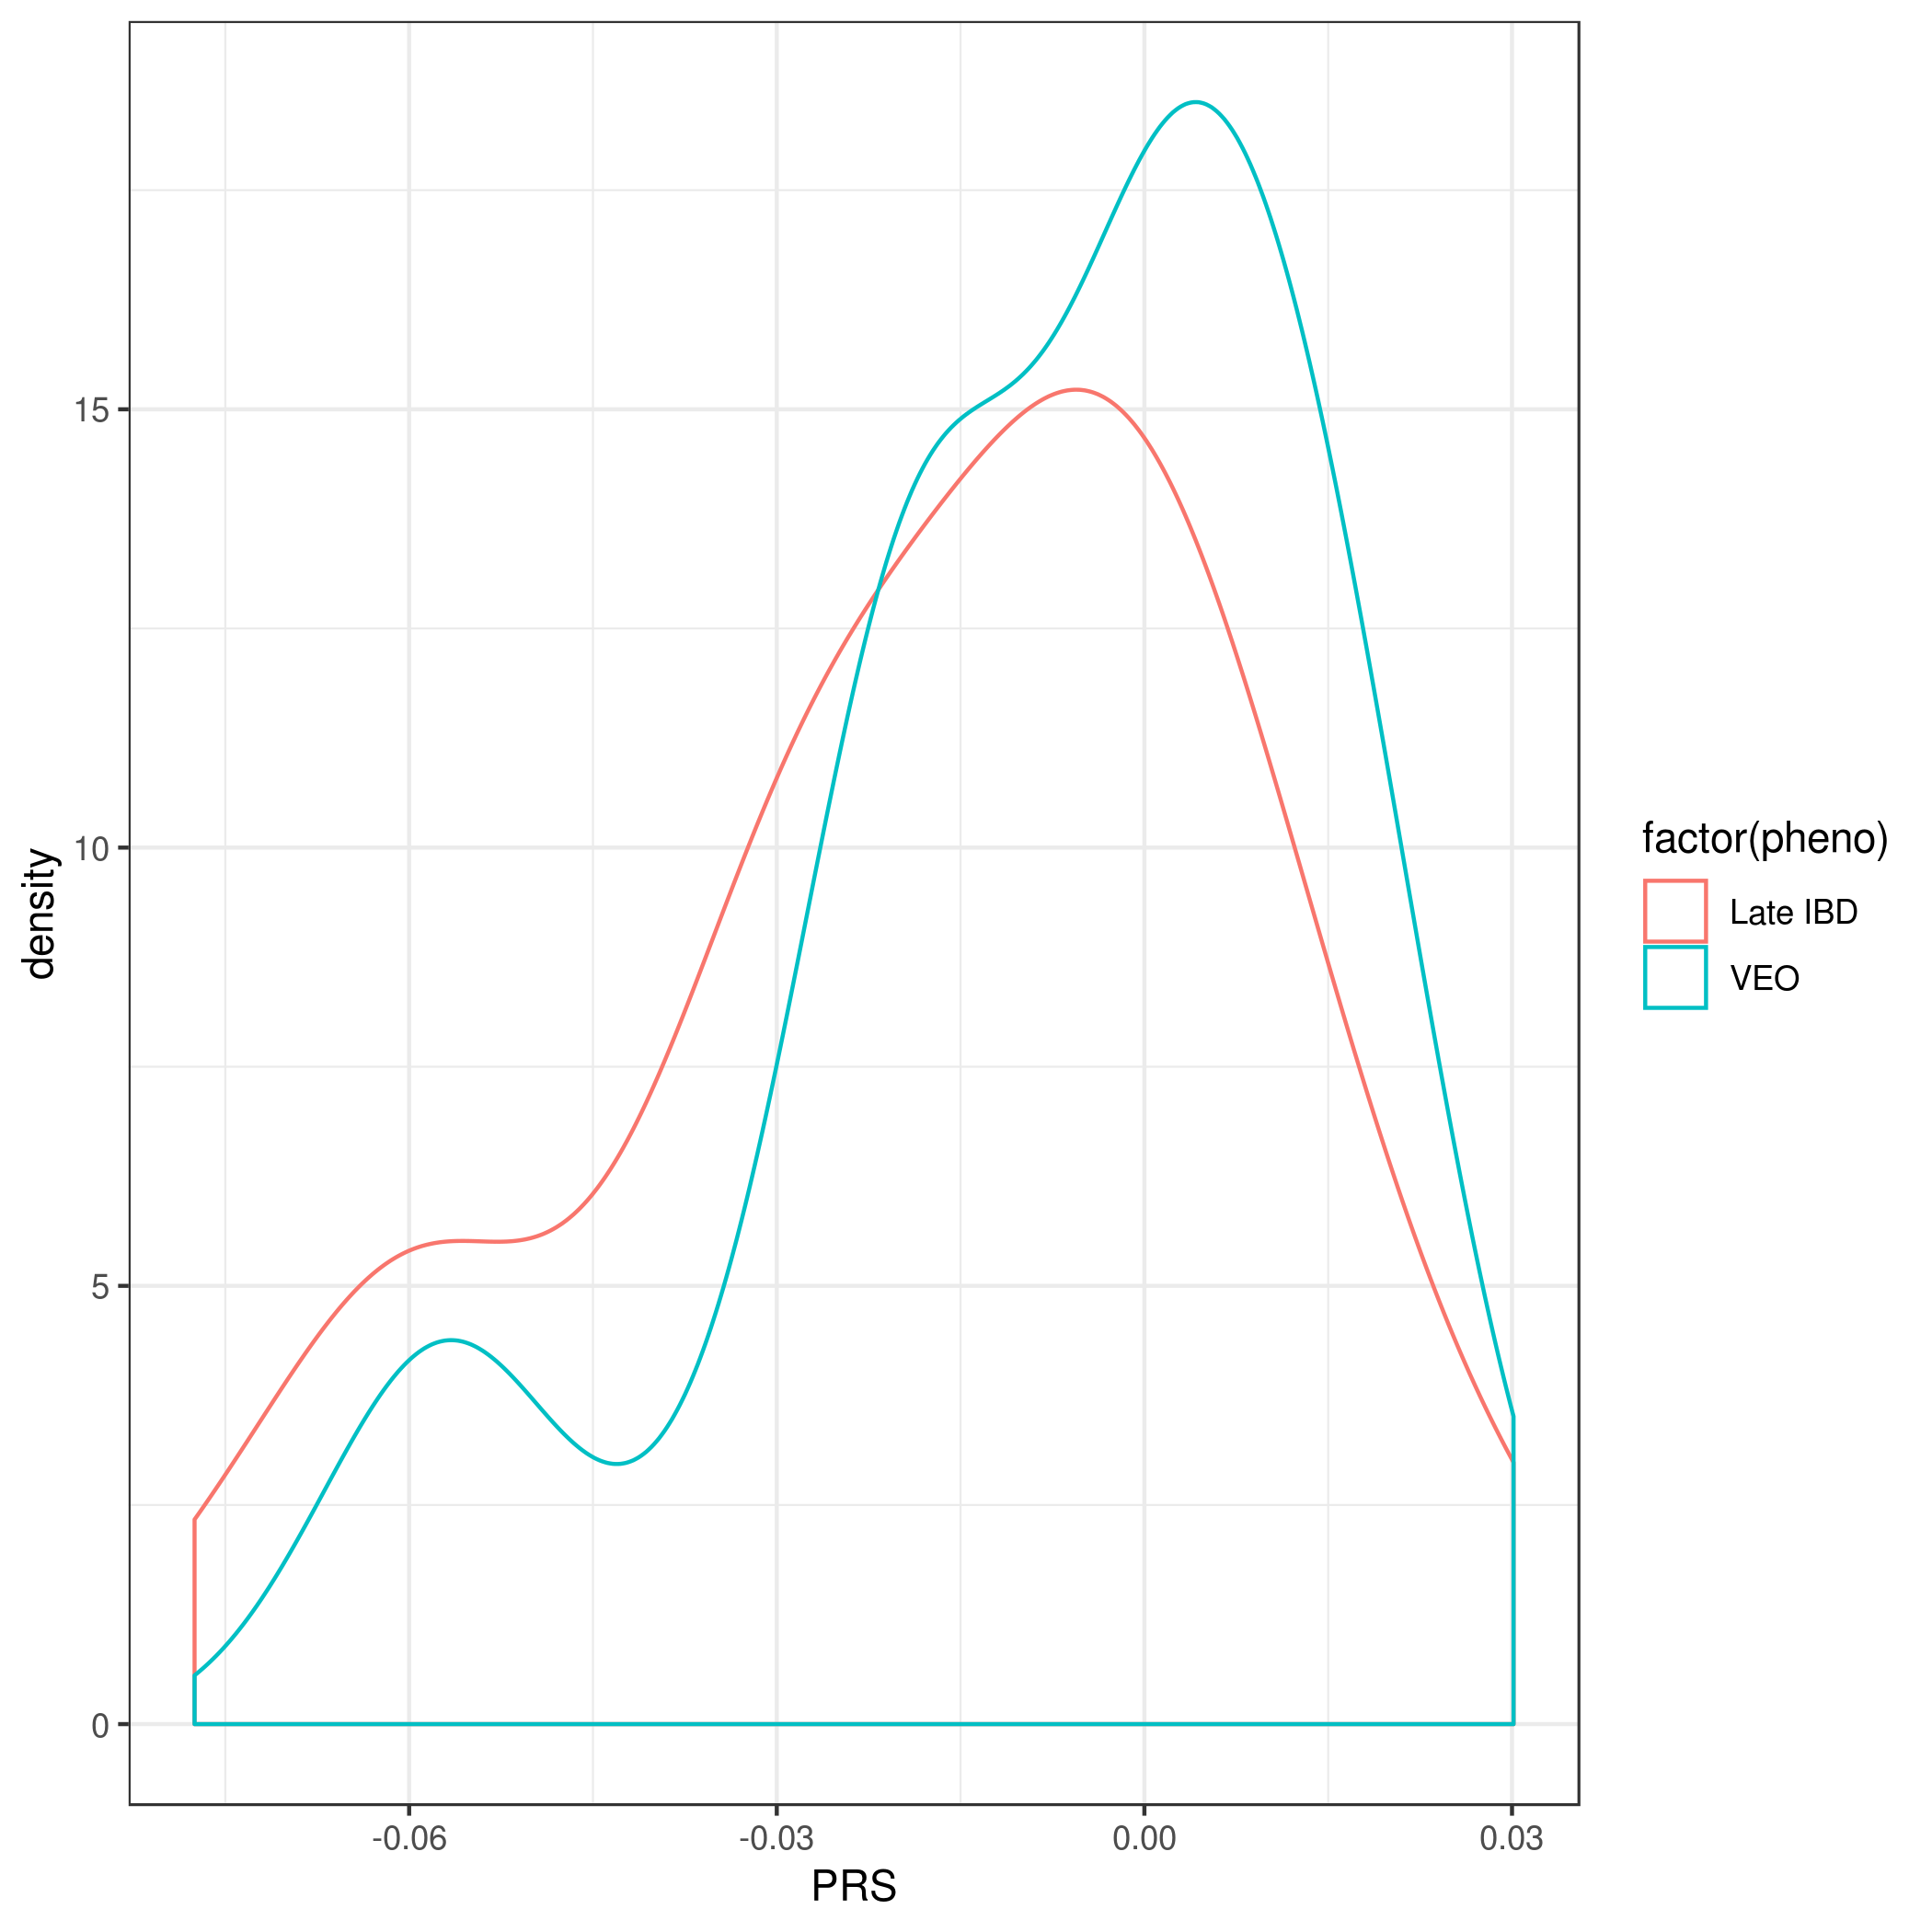 15
10
5
0
density
-0.06
-0.03
0.00
0.03
PRS
factor(pheno)
Late IBD
VEO